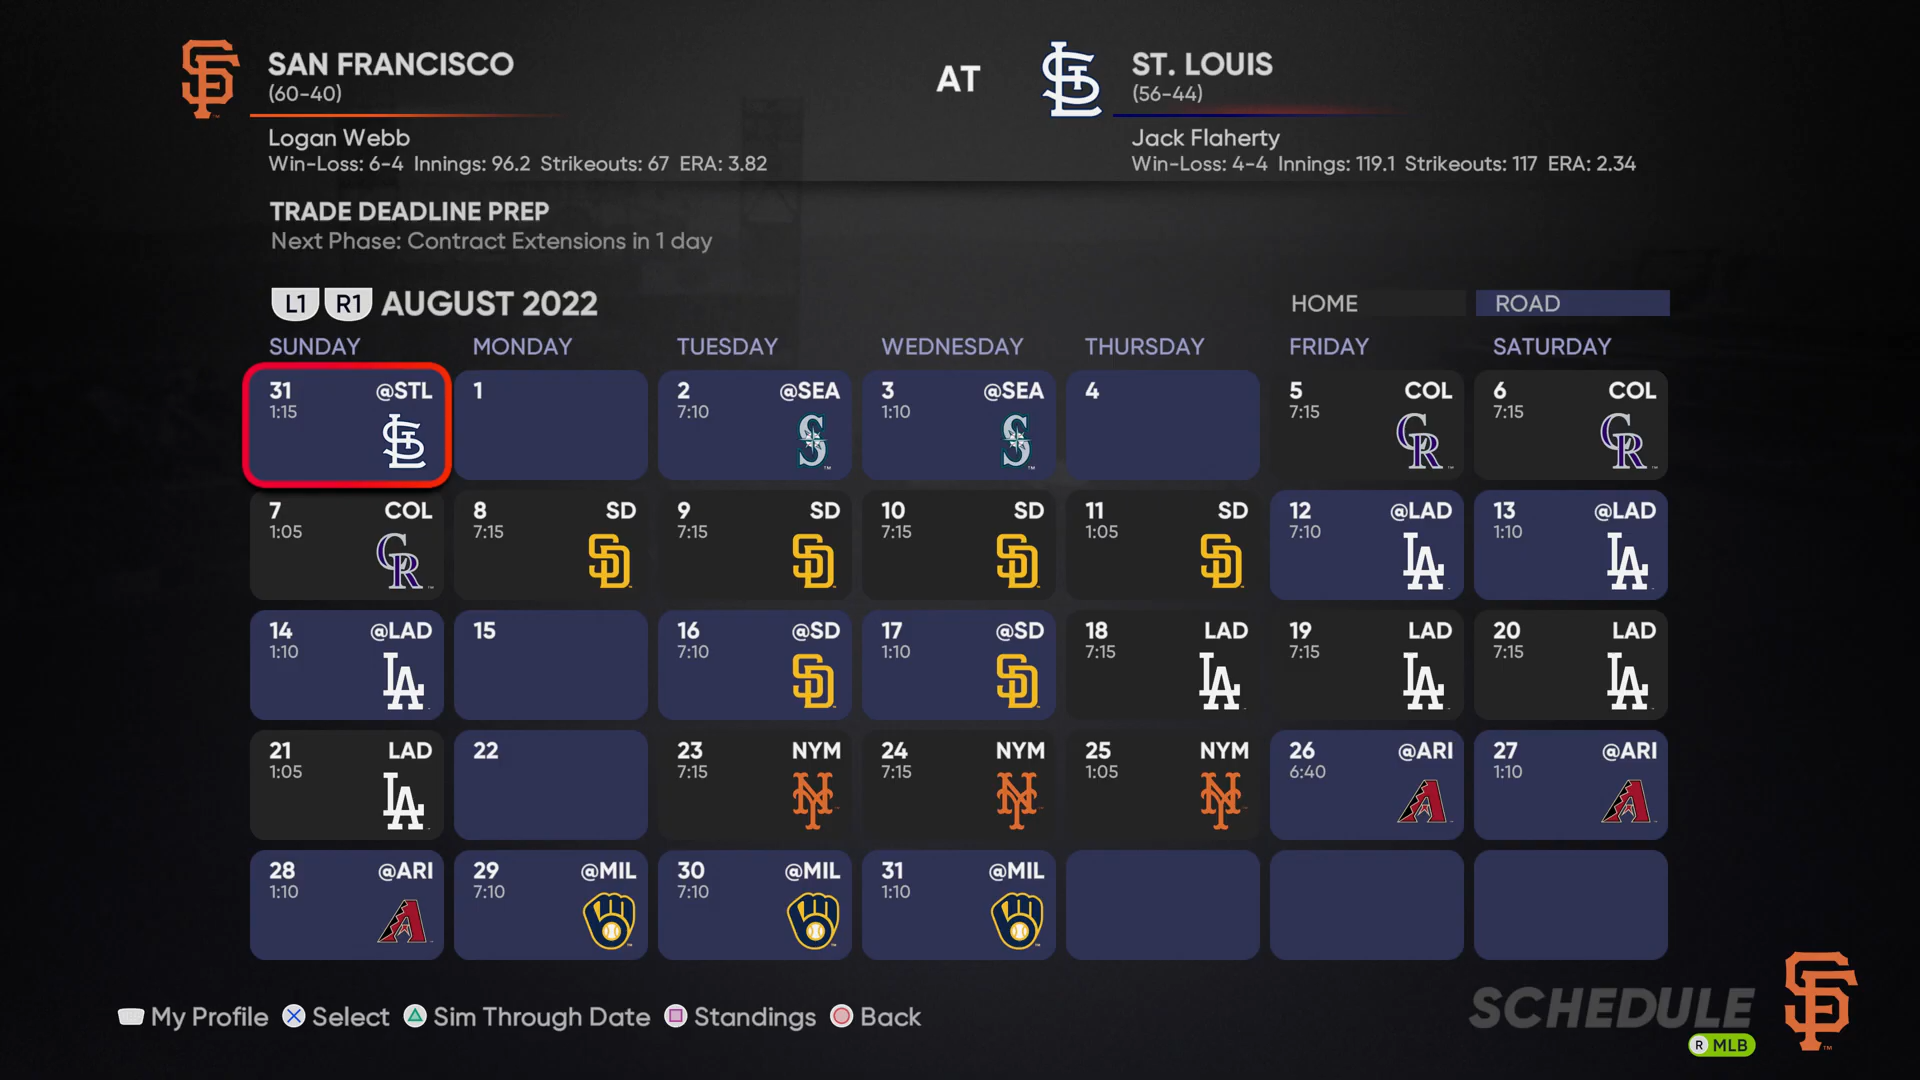 SAN FRANCISCO
(60-40)
Logan Webb
Win-Loss: 6-4 Innings: 96.2 Strikeouts: 67 ERA: 3.82
AT
ST. LOUIS
(56-44)
Jack Flaherty
Win-Loss: 4-4 Innings: 119.1 Strikeouts: 117 ERA: 2.34
TRADE DEADLINE PREP
Next Phase: Contract Extensions in 1 day
L1 R1 AUGUST 2022
HOME ROAD
SUNDAY MONDAY TUESDAY WEDNESDAY THURSDAY FRIDAY SATURDAY
31 @STL 1 2 @SEA 3 @SEA 4 5 COL 6 COL
1:15 7:10 1:10 7:15 7:15
7 COL 8 SD 9 SD 10 SD 11 SD 12 @LAD 13 @LAD
1:05 7:15 7:15 7:15 1:05 7:10 1:10
14 @LAD 15 16 @SD 17 @SD 18 LAD 19 LAD 20 LAD
1:10 7:10 1:10 7:15 7:15 7:15
21 LAD 22 23 NYM 24 NYM 25 NYM 26 @ARI 27 @ARI
1:05 7:15 7:15 1:05 6:40 1:10
28 @ARI 29 @MIL 30 @MIL 31 @MIL
1:10 7:10 7:10 1:10
My Profile Select Sim Through Date Standings Back
SCHEDULE
R MLB